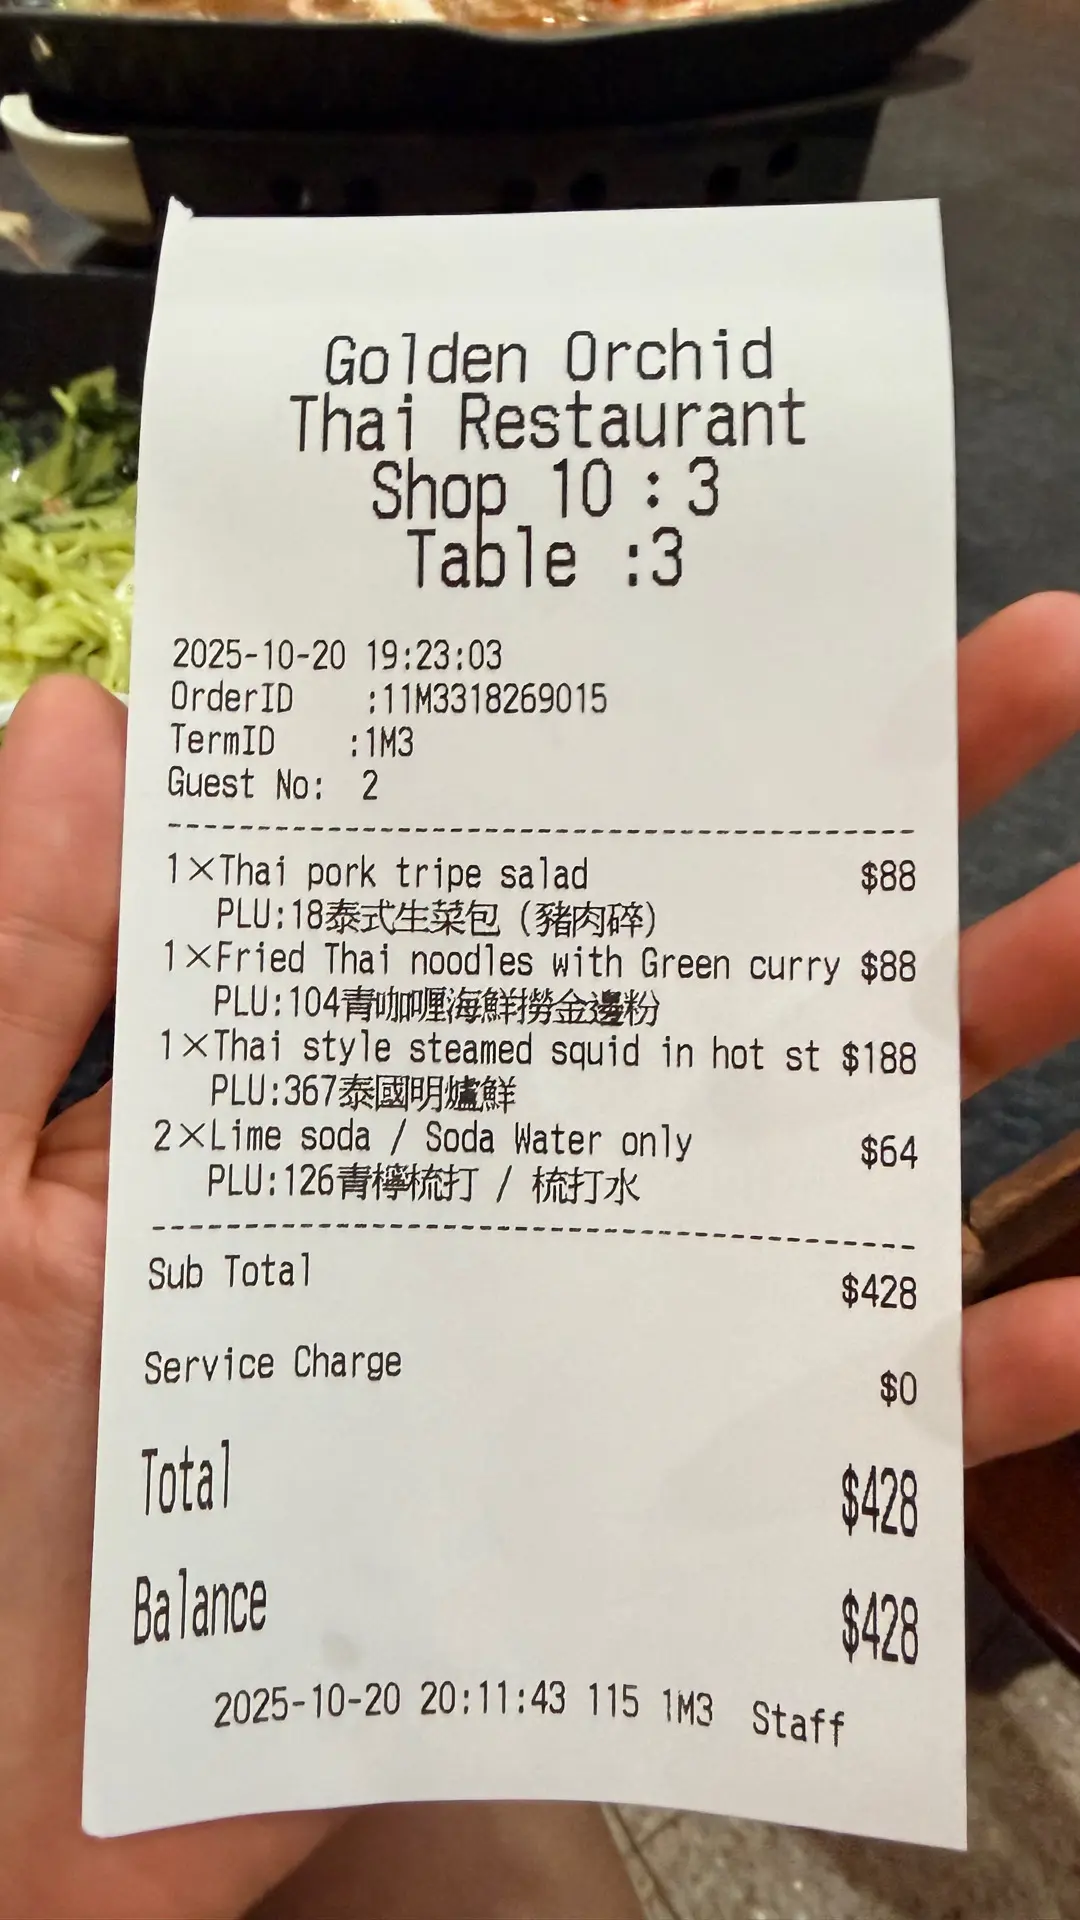 Golden Orchid
Thai Restaurant
Shop 10 : 3
Table :3
2025-10-20 19:23:03
OrderID :11M3318269015
TermID :1M3
Guest No: 2
1×Thai pork tripe salad $88
PLU:18泰式生菜包 (豬肉碎)
1×Fried Thai noodles with Green curry $88
PLU:104青咖喱海鮮撈金邊粉
1×Thai style steamed squid in hot st $188
PLU:367泰國明爐鮮
2×Lime soda / Soda Water only $64
PLU:126青檸梳打 / 梳打水
Sub Total $428
Service Charge $0
Total $428
Balance $428
2025-10-20 20:11:43 115 1M3 Staff